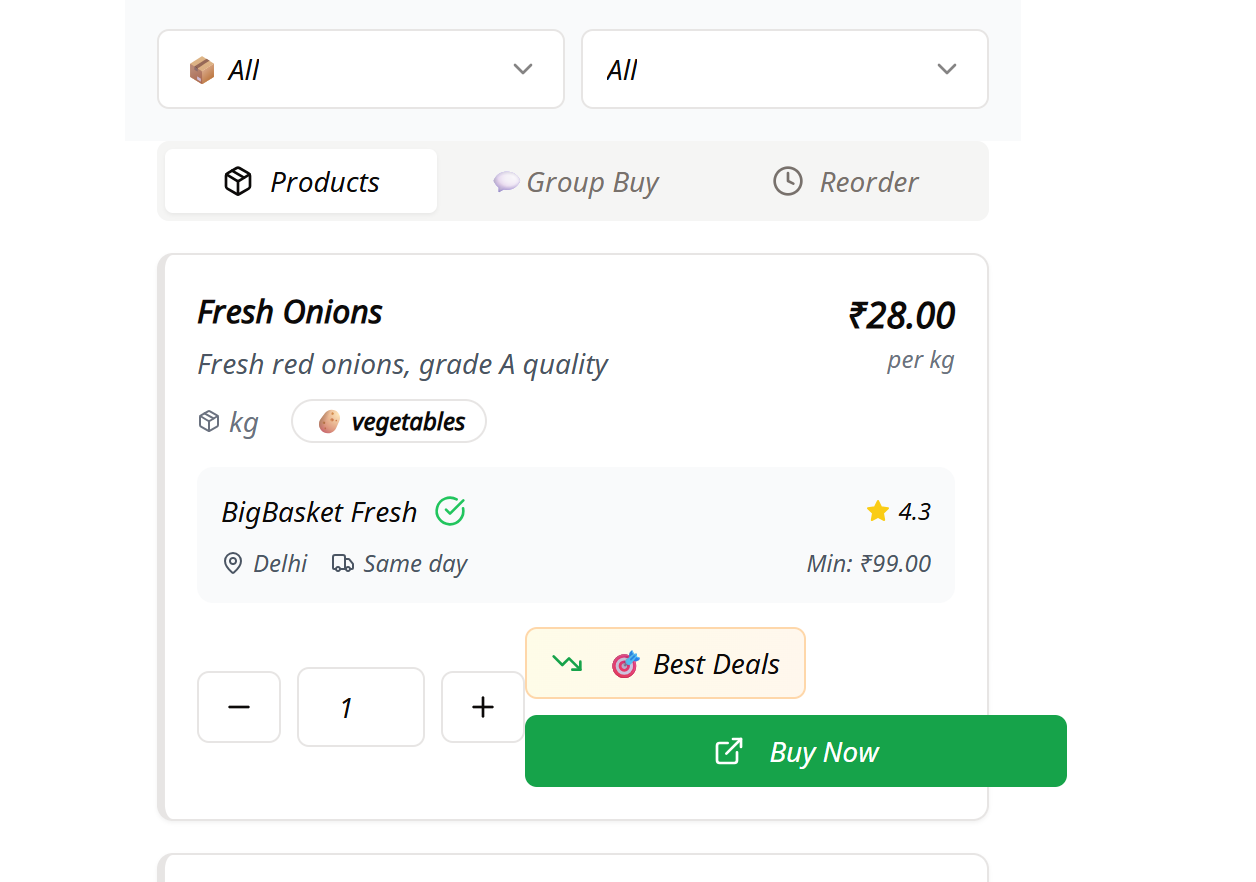 All
All
Products
Group Buy
Reorder
Fresh Onions
₹28.00
Fresh red onions, grade A quality
per kg
kg
vegetables
BigBasket Fresh
4.3
Delhi
Same day
Min: ₹99.00
Best Deals
1
Buy Now